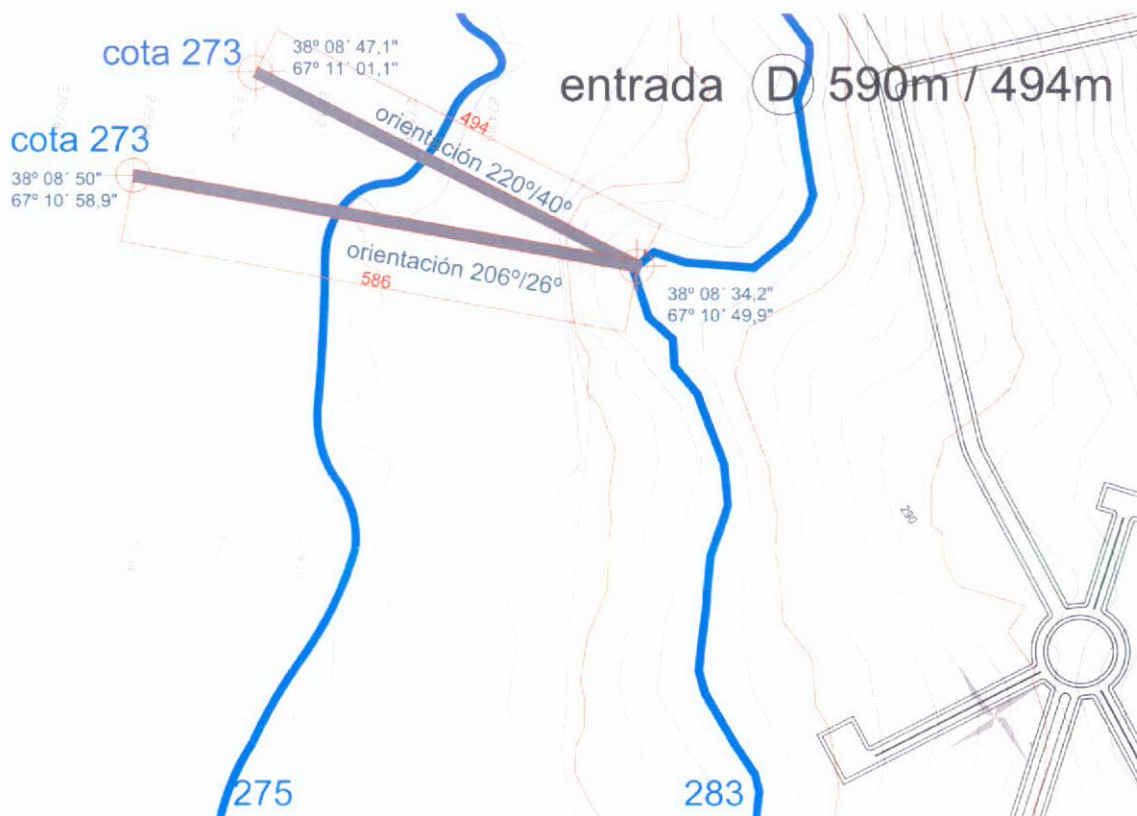 cota 273
38º 08´ 47,1"
67º 11´ 01,1"
entrada D 590m / 494m
494
orientación 220º/40º
cota 273
38º 08´ 50"
67º 10´ 58,9"
orientación 206º/26º
586
38º 08´ 34,2"
67º 10´ 49,9"
290
275
283